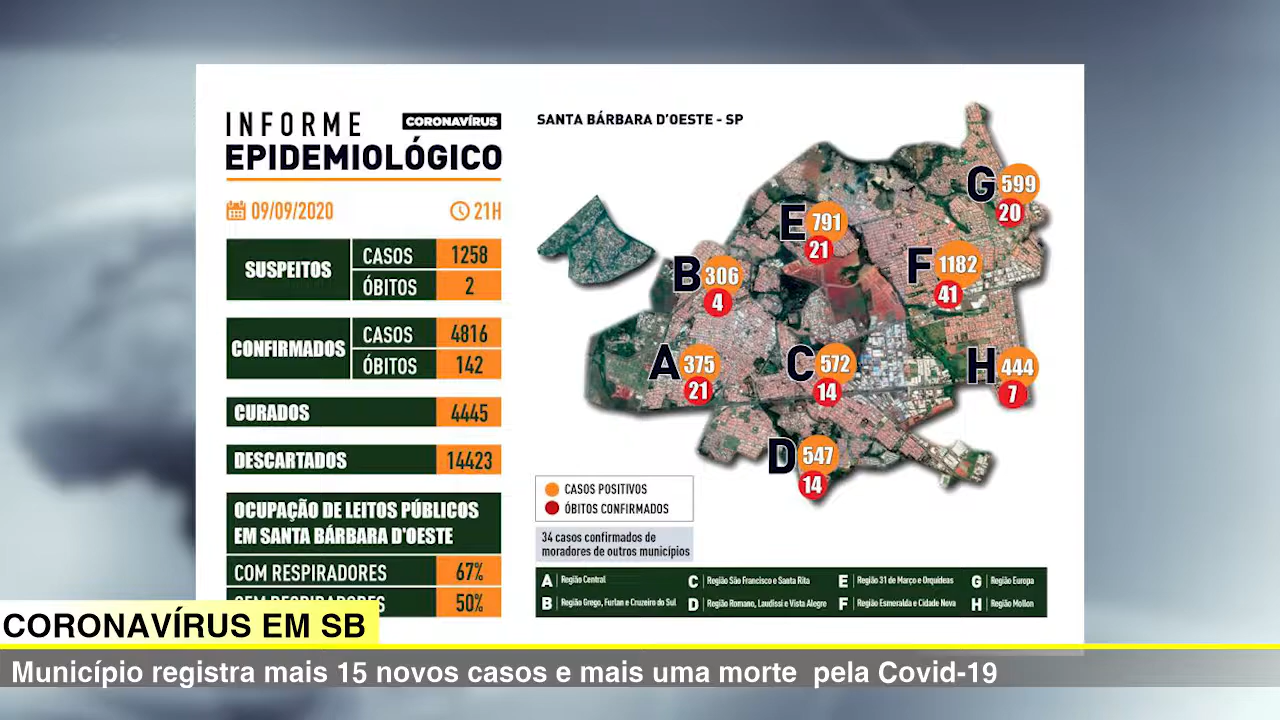 INFORME
CORONAVÍRUS
EPIDEMIOLÓGICO
09/09/2020
21H
SUSPEITOS
CASOS
1258
ÓBITOS
2
CONFIRMADOS
CASOS
4816
ÓBITOS
142
CURADOS
4445
DESCARTADOS
14423
OCUPAÇÃO DE LEITOS PÚBLICOS
EM SANTA BÁRBARA D'OESTE
COM RESPIRADORES
67%
SEM RESPIRADORES
50%
SANTA BÁRBARA D'OESTE - SP
G 599
20
E 791
21
F 1182
41
B 306
4
A 375
21
C 572
14
H 444
7
D 547
14
CASOS POSITIVOS
ÓBITOS CONFIRMADOS
34 casos confirmados de
moradores de outros municípios
A Região Central
B Região Grego, Furlan e Cruzeiro do Sul
C Região São Francisco e Santa Rita
D Região Romano, Laudissi e Vista Alegre
E Região 31 de Março e Orquídeas
F Região Esmeralda e Cidade Nova
G Região Europa
H Região Mollon
CORONAVÍRUS EM SB
Município registra mais 15 novos casos e mais uma morte pela Covid-19